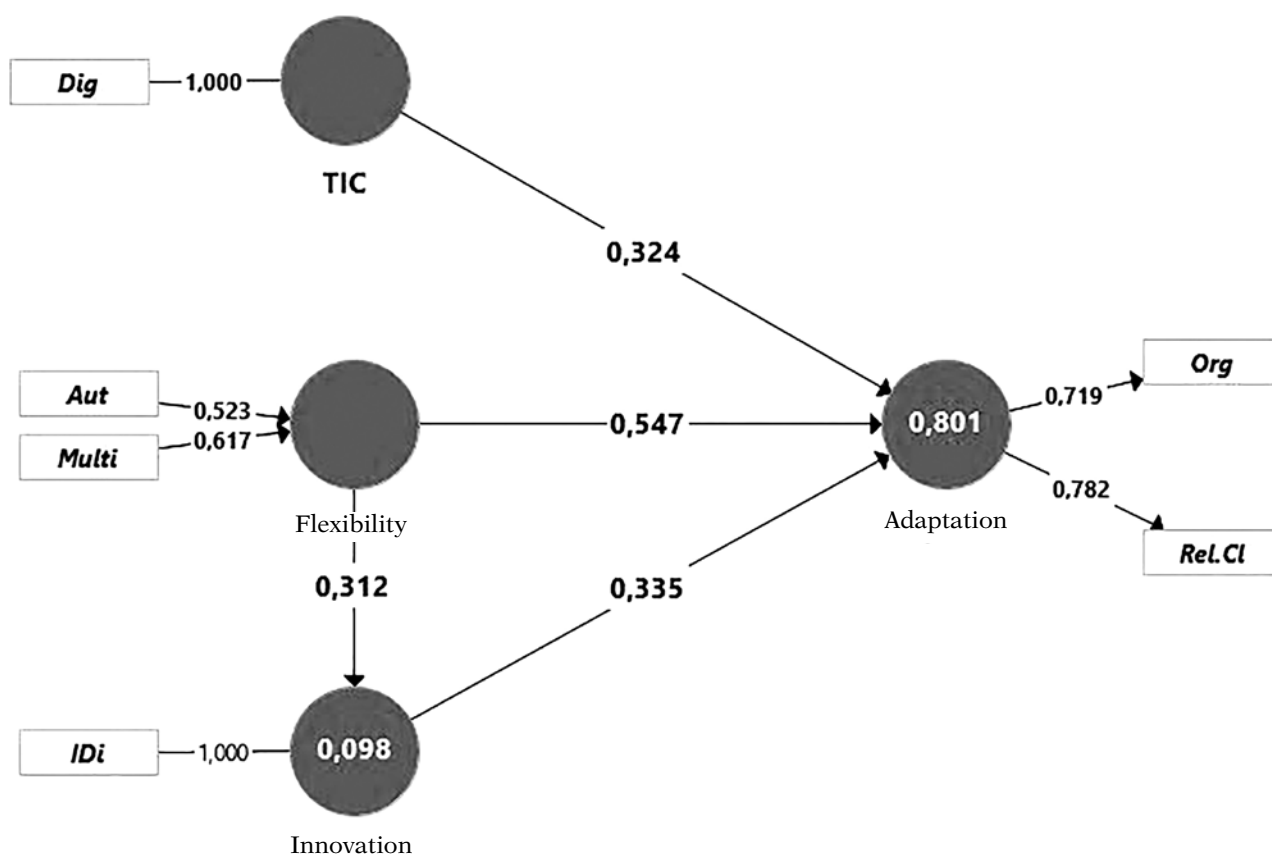 Dig
1,000
TIC
0,324
Aut
0,523
Multi
0,617
Flexibility
0,547
0,801
Adaptation
Org
0,719
0,782
Rel.Cl
0,312
0,335
IDi
1,000
0,098
Innovation